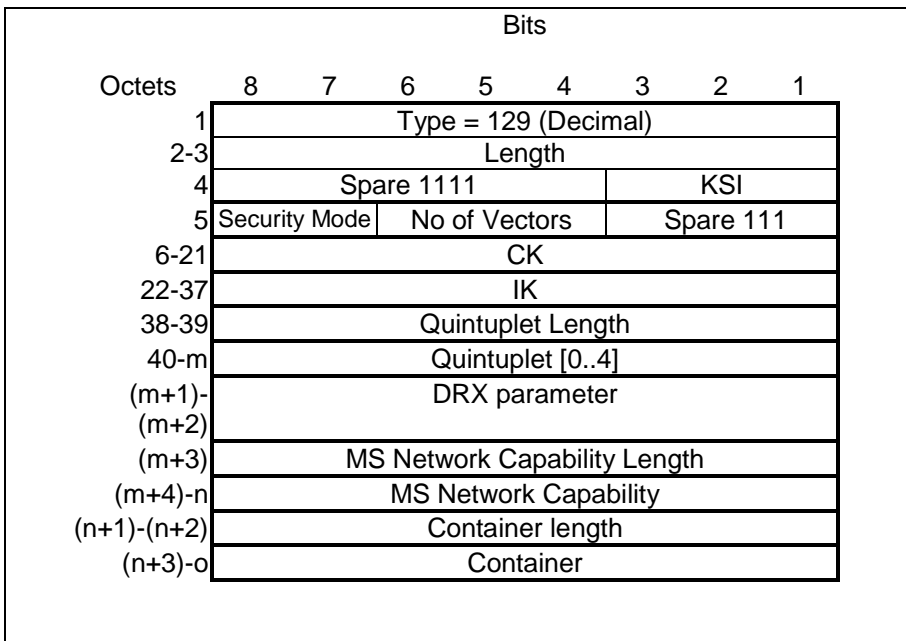 Bits
Octets 8 7 6 5 4 3 2 1
1 Type = 129 (Decimal)
2-3 Length
4 Spare 1111 KSI
5 Security Mode No of Vectors Spare 111
6-21 CK
22-37 IK
38-39 Quintuplet Length
40-m Quintuplet [0..4]
(m+1)- DRX parameter
(m+2)
(m+3) MS Network Capability Length
(m+4)-n MS Network Capability
(n+1)-(n+2) Container length
(n+3)-o Container